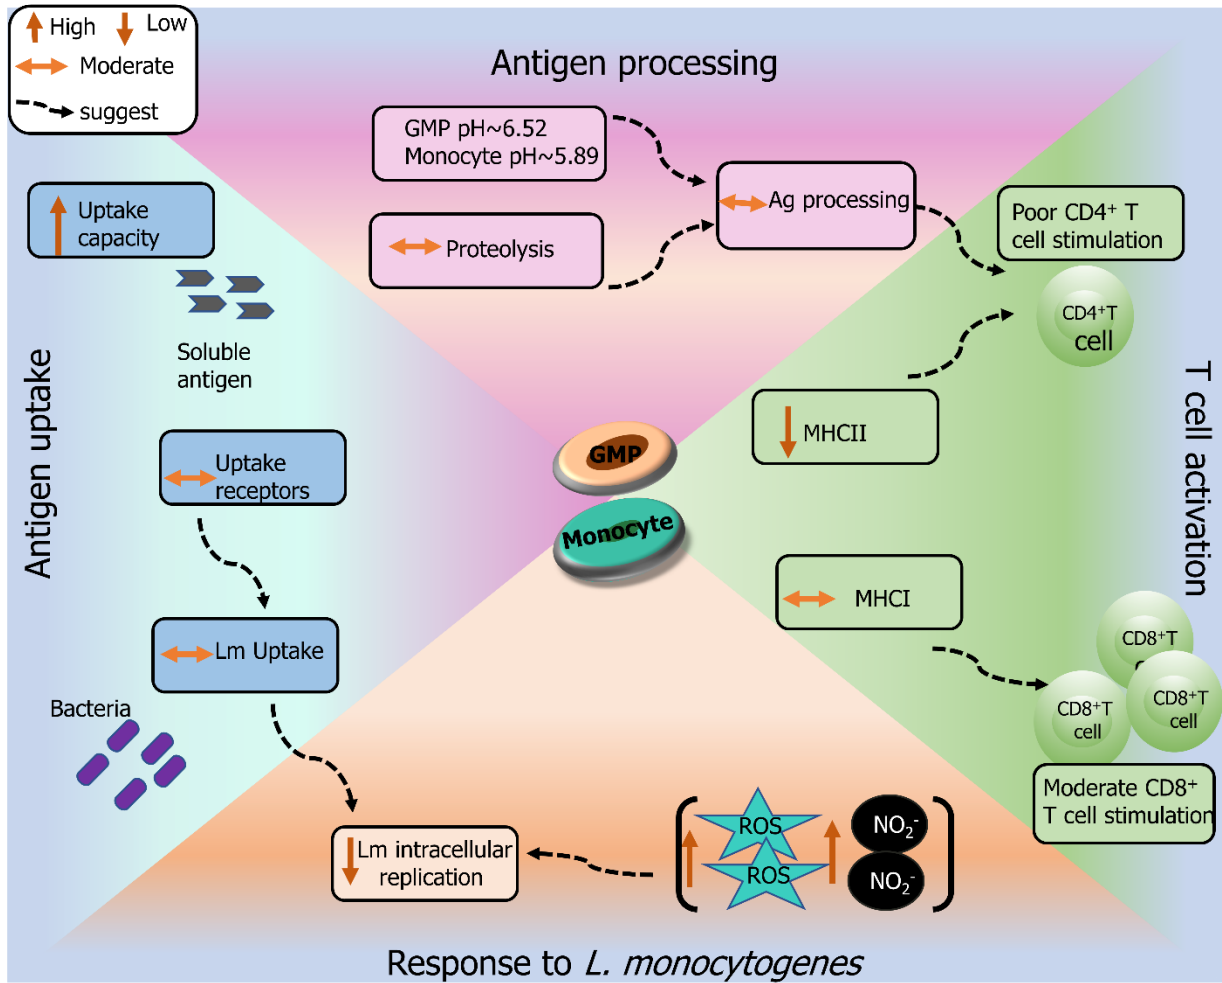 High
Low
Moderate
suggest
Antigen processing
GMP pH~6.52
Monocyte pH~5.89
Proteolysis
Ag processing
Uptake
capacity
Soluble
antigen
Antigen uptake
Uptake
receptors
Lm Uptake
Bacteria
GMP
Monocyte
Poor CD4⁺ T
cell stimulation
CD4⁺T
cell
MHCII
T cell activation
MHCI
CD8⁺T
CD8⁺T
cell
CD8⁺T
cell
Moderate CD8⁺
T cell stimulation
Lm intracellular
replication
ROS
ROS
NO₂⁻
NO₂⁻
Response to L. monocytogenes